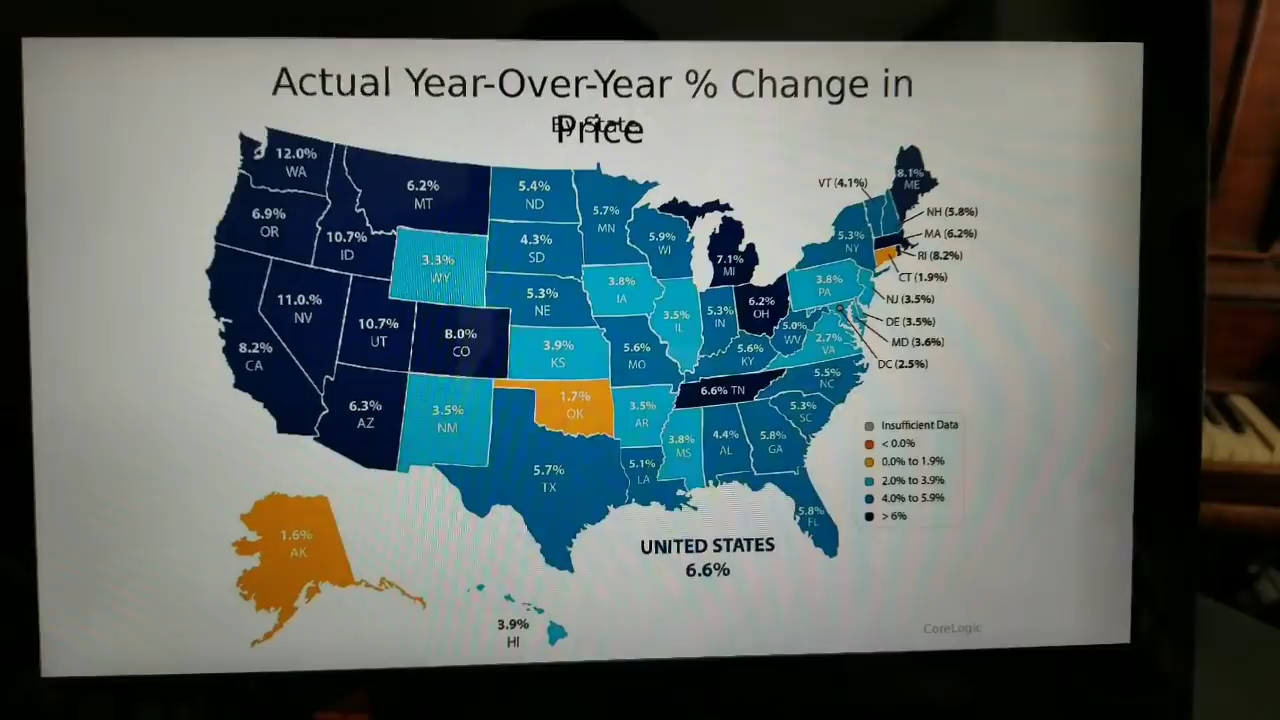 Actual Year-Over-Year % Change in
Price
By State
12.0%
WA
6.9%
OR
8.2%
CA
11.0.%
NV
10.7%
ID
6.2%
MT
3.3%
WY
10.7%
UT
8.0%
CO
6.3%
AZ
3.5%
NM
5.4%
ND
4.3%
SD
5.3%
NE
3.9%
KS
1.7%
OK
5.7%
TX
5.7%
MN
3.8%
IA
5.6%
MO
3.5%
AR
5.1%
LA
5.9%
WI
3.5%
IL
7.1%
MI
5.3%
IN
6.2%
OH
5.6%
KY
6.6% TN
3.8%
MS
4.4%
AL
5.8%
GA
5.8%
FL
5.3%
SC
5.5%
NC
2.7%
VA
5.0%
WV
3.8%
PA
5.3%
NY
8.1%
ME
VT (4.1%)
NH (5.8%)
MA (6.2%)
RI (8.2%)
CT (1.9%)
NJ (3.5%)
DE (3.5%)
MD (3.6%)
DC (2.5%)
1.6%
AK
3.9%
HI
UNITED STATES
6.6%
Insufficient Data
< 0.0%
0.0% to 1.9%
2.0% to 3.9%
4.0% to 5.9%
> 6%
CoreLogic